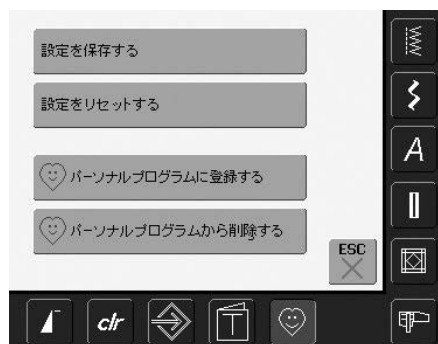 設定を保存する
設定をリセットする
パーソナルプログラムに登録する
パーソナルプログラムから削除する
ESC
A
clr
T